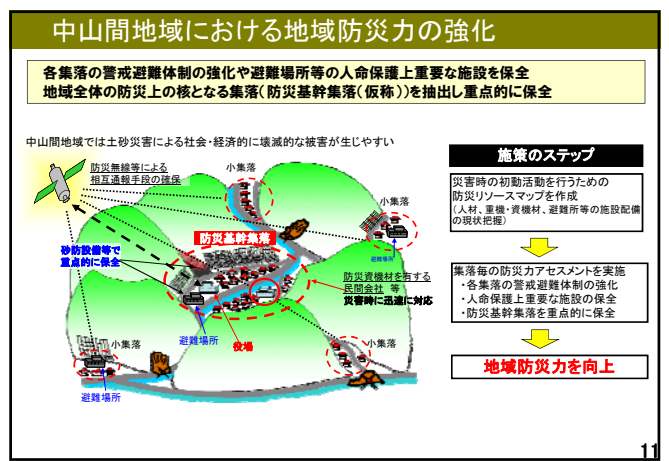 中山間地域における地域防災力の強化
各集落の警戒避難体制の強化や避難場所等の人命保護上重要な施設を保全
地域全体の防災上の核となる集落(防災基幹集落(仮称))を抽出し重点的に保全
中山間地域では土砂災害による社会・経済的に壊滅的な被害が生じやすい
防災無線等による
相互通報手段の確保
小集落
小集落
避難場所
防災基幹集落
砂防設備等で
重点的に保全
防災資機材を有する
民間会社 等
災害時に迅速に対応
避難場所
役場
小集落
避難場所
小集落
施策のステップ
災害時の初動活動を行うための
防災リソースマップを作成
(人材、重機・資機材、避難所等の施設配備
の現状把握)
集落毎の防災力アセスメントを実施
・各集落の警戒避難体制の強化
・人命保護上重要な施設の保全
・防災基幹集落を重点的に保全
地域防災力を向上
11